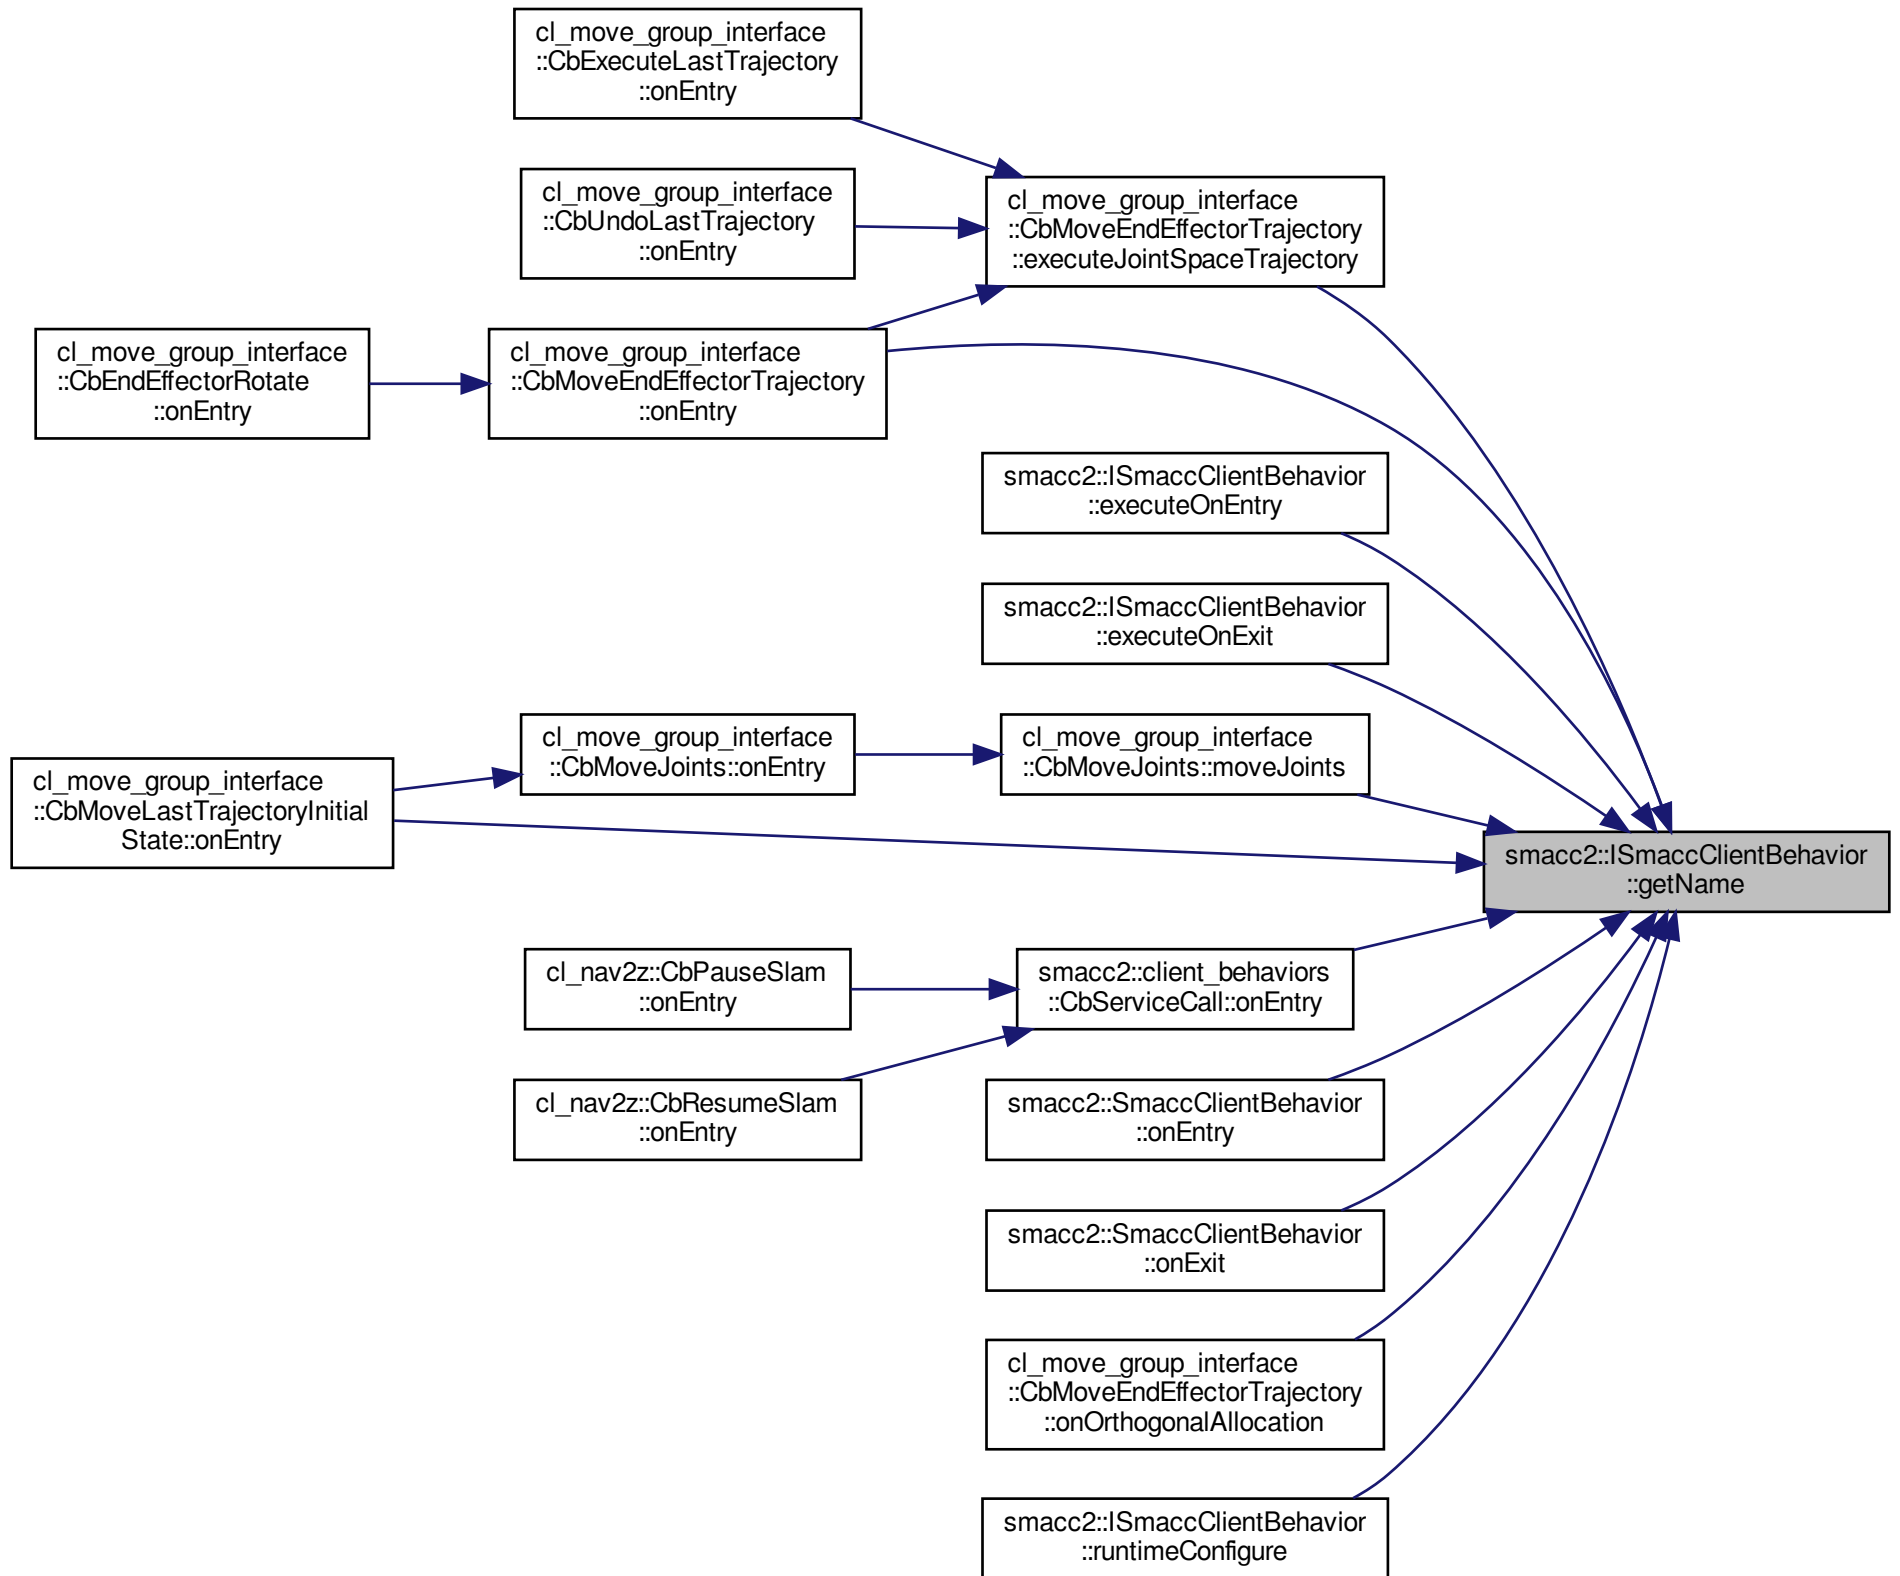 cl_move_group_interface
::CbExecuteLastTrajectory
::onEntry
cl_move_group_interface
::CbUndoLastTrajectory
::onEntry
cl_move_group_interface
::CbMoveEndEffectorTrajectory
::executeJointSpaceTrajectory
cl_move_group_interface
::CbEndEffectorRotate
::onEntry
cl_move_group_interface
::CbMoveEndEffectorTrajectory
::onEntry
smacc2::ISmaccClientBehavior
::executeOnEntry
smacc2::ISmaccClientBehavior
::executeOnExit
cl_move_group_interface
::CbMoveLastTrajectoryInitial
State::onEntry
cl_move_group_interface
::CbMoveJoints::onEntry
cl_move_group_interface
::CbMoveJoints::moveJoints
smacc2::ISmaccClientBehavior
::getName
cl_nav2z::CbPauseSlam
::onEntry
smacc2::client_behaviors
::CbServiceCall::onEntry
cl_nav2z::CbResumeSlam
::onEntry
smacc2::SmaccClientBehavior
::onEntry
smacc2::SmaccClientBehavior
::onExit
cl_move_group_interface
::CbMoveEndEffectorTrajectory
::onOrthogonalAllocation
smacc2::ISmaccClientBehavior
::runtimeConfigure